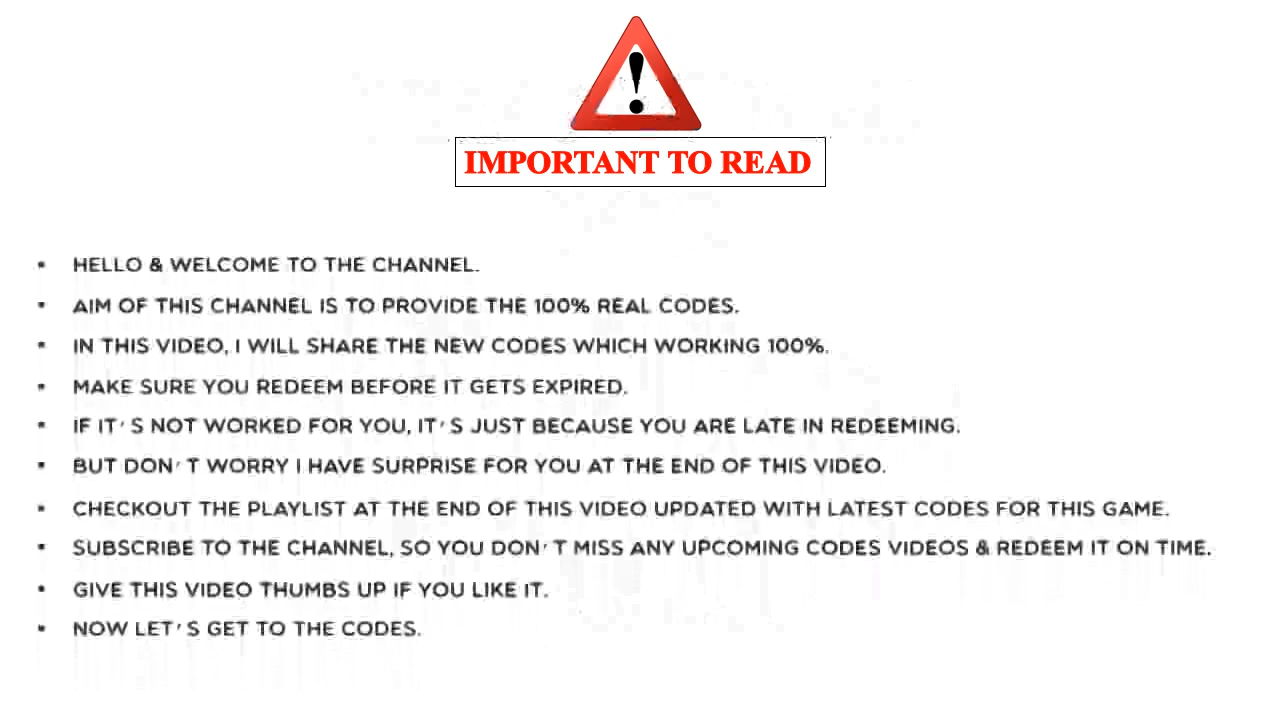 IMPORTANT TO READ
▪ HELLO & WELCOME TO THE CHANNEL.
▪ AIM OF THIS CHANNEL IS TO PROVIDE THE 100% REAL CODES.
▪ IN THIS VIDEO, I WILL SHARE THE NEW CODES WHICH WORKING 100%.
▪ MAKE SURE YOU REDEEM BEFORE IT GETS EXPIRED.
▪ IF IT'S NOT WORKED FOR YOU, IT'S JUST BECAUSE YOU ARE LATE IN REDEEMING.
▪ BUT DON'T WORRY I HAVE SURPRISE FOR YOU AT THE END OF THIS VIDEO.
▪ CHECKOUT THE PLAYLIST AT THE END OF THIS VIDEO UPDATED WITH LATEST CODES FOR THIS GAME.
▪ SUBSCRIBE TO THE CHANNEL, SO YOU DON'T MISS ANY UPCOMING CODES VIDEOS & REDEEM IT ON TIME.
▪ GIVE THIS VIDEO THUMBS UP IF YOU LIKE IT.
▪ NOW LET'S GET TO THE CODES.